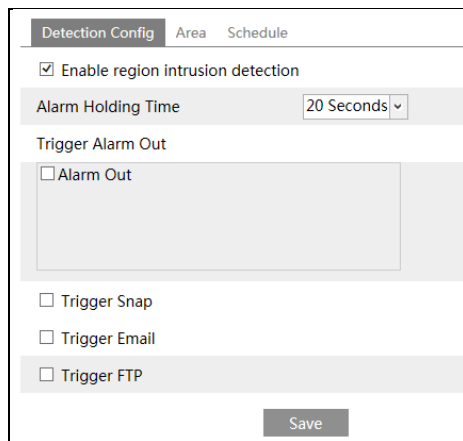 Detection Config Area Schedule
Enable region intrusion detection
Alarm Holding Time 20 Seconds
Trigger Alarm Out
Alarm Out
Trigger Snap
Trigger Email
Trigger FTP
Save